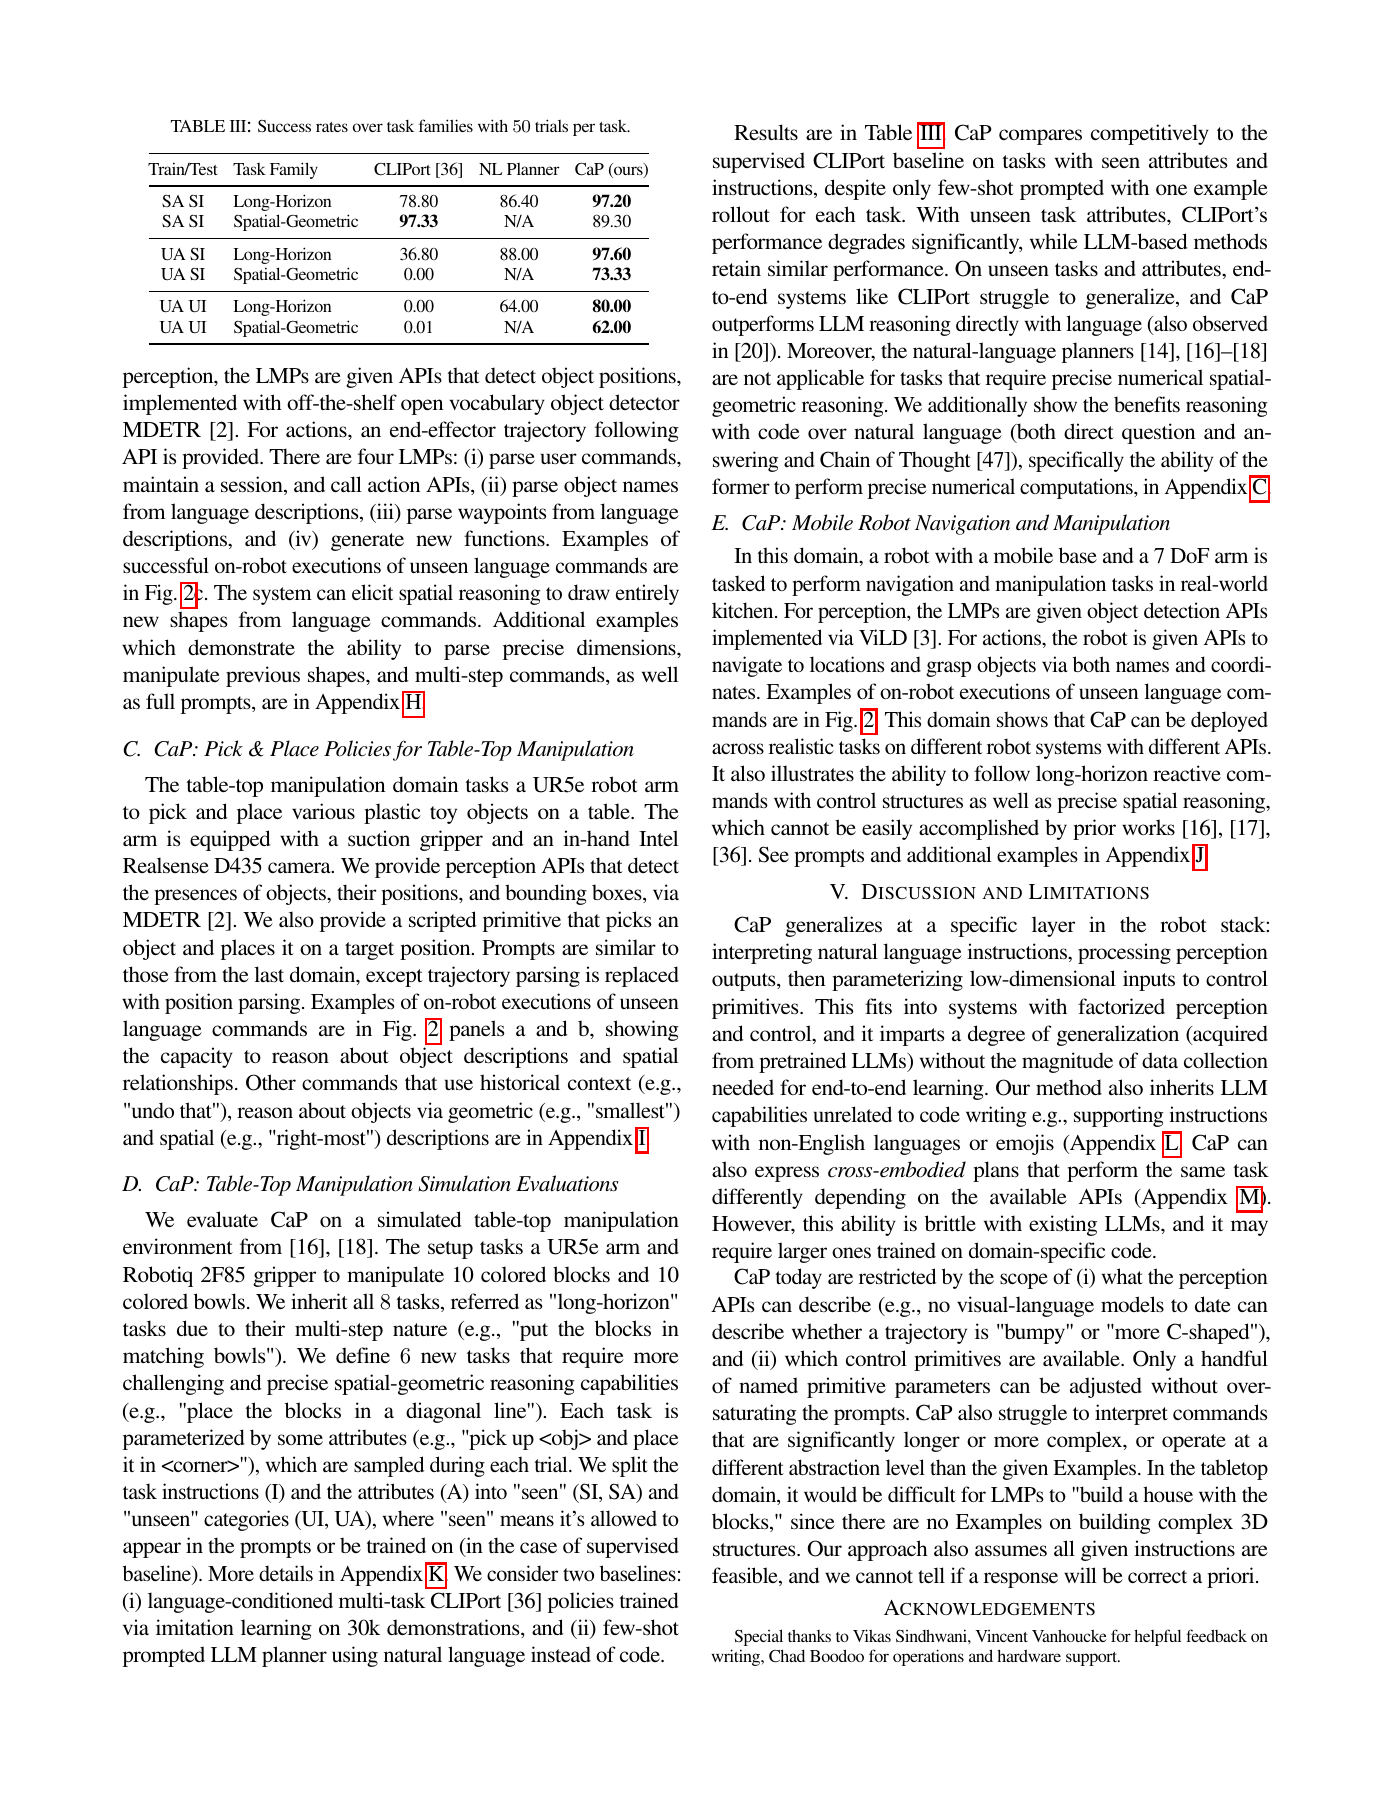 TABLE III: Success rates over task families with 50 trials per task.
Train/Test Task Family CLIPort [36] NL Planner CaP (ours)
SA SI Long-Horizon 78.80 86.40 97.20
SA SI Spatial-Geometric 97.33 N/A 89.30
UA SI Long-Horizon 36.80 88.00 97.60
UA SI Spatial-Geometric 0.00 N/A 73.33
UA UI Long-Horizon 0.00 64.00 80.00
UA UI Spatial-Geometric 0.01 N/A 62.00
perception, the LMPs are given APIs that detect object positions,
implemented with off-the-shelf open vocabulary object detector
MDETR [2]. For actions, an end-effector trajectory following
API is provided. There are four LMPs: (i) parse user commands,
maintain a session, and call action APIs, (ii) parse object names
from language descriptions, (iii) parse waypoints from language
descriptions, and (iv) generate new functions. Examples of
successful on-robot executions of unseen language commands are
in Fig. 2c. The system can elicit spatial reasoning to draw entirely
new shapes from language commands. Additional examples
which demonstrate the ability to parse precise dimensions,
manipulate previous shapes, and multi-step commands, as well
as full prompts, are in Appendix H.
C. CaP: Pick & Place Policies for Table-Top Manipulation
The table-top manipulation domain tasks a UR5e robot arm
to pick and place various plastic toy objects on a table. The
arm is equipped with a suction gripper and an in-hand Intel
Realsense D435 camera. We provide perception APIs that detect
the presences of objects, their positions, and bounding boxes, via
MDETR [2]. We also provide a scripted primitive that picks an
object and places it on a target position. Prompts are similar to
those from the last domain, except trajectory parsing is replaced
with position parsing. Examples of on-robot executions of unseen
language commands are in Fig. 2 panels a and b, showing
the capacity to reason about object descriptions and spatial
relationships. Other commands that use historical context (e.g.,
"undo that"), reason about objects via geometric (e.g., "smallest")
and spatial (e.g., "right-most") descriptions are in Appendix I.
D. CaP: Table-Top Manipulation Simulation Evaluations
We evaluate CaP on a simulated table-top manipulation
environment from [16], [18]. The setup tasks a UR5e arm and
Robotiq 2F85 gripper to manipulate 10 colored blocks and 10
colored bowls. We inherit all 8 tasks, referred as "long-horizon"
tasks due to their multi-step nature (e.g., "put the blocks in
matching bowls"). We define 6 new tasks that require more
challenging and precise spatial-geometric reasoning capabilities
(e.g., "place the blocks in a diagonal line"). Each task is
parameterized by some attributes (e.g., "pick up <obj> and place
it in <corner>"), which are sampled during each trial. We split the
task instructions (I) and the attributes (A) into "seen" (SI, SA) and
"unseen" categories (UI, UA), where "seen" means it's allowed to
appear in the prompts or be trained on (in the case of supervised
baseline). More details in Appendix K. We consider two baselines:
(i) language-conditioned multi-task CLIPort [36] policies trained
via imitation learning on 30k demonstrations, and (ii) few-shot
prompted LLM planner using natural language instead of code.
Results are in Table III. CaP compares competitively to the
supervised CLIPort baseline on tasks with seen attributes and
instructions, despite only few-shot prompted with one example
rollout for each task. With unseen task attributes, CLIPort's
performance degrades significantly, while LLM-based methods
retain similar performance. On unseen tasks and attributes, end-
to-end systems like CLIPort struggle to generalize, and CaP
outperforms LLM reasoning directly with language (also observed
in [20]). Moreover, the natural-language planners [14], [16]–[18]
are not applicable for tasks that require precise numerical spatial-
geometric reasoning. We additionally show the benefits reasoning
with code over natural language (both direct question and an-
swering and Chain of Thought [47]), specifically the ability of the
former to perform precise numerical computations, in Appendix C.
E. CaP: Mobile Robot Navigation and Manipulation
In this domain, a robot with a mobile base and a 7 DoF arm is
tasked to perform navigation and manipulation tasks in real-world
kitchen. For perception, the LMPs are given object detection APIs
implemented via ViLD [3]. For actions, the robot is given APIs to
navigate to locations and grasp objects via both names and coordi-
nates. Examples of on-robot executions of unseen language com-
mands are in Fig. 2. This domain shows that CaP can be deployed
across realistic tasks on different robot systems with different APIs.
It also illustrates the ability to follow long-horizon reactive com-
mands with control structures as well as precise spatial reasoning,
which cannot be easily accomplished by prior works [16], [17],
[36]. See prompts and additional examples in Appendix J.
V. DISCUSSION AND LIMITATIONS
CaP generalizes at a specific layer in the robot stack:
interpreting natural language instructions, processing perception
outputs, then parameterizing low-dimensional inputs to control
primitives. This fits into systems with factorized perception
and control, and it imparts a degree of generalization (acquired
from pretrained LLMs) without the magnitude of data collection
needed for end-to-end learning. Our method also inherits LLM
capabilities unrelated to code writing e.g., supporting instructions
with non-English languages or emojis (Appendix L. CaP can
also express cross-embodied plans that perform the same task
differently depending on the available APIs (Appendix M).
However, this ability is brittle with existing LLMs, and it may
require larger ones trained on domain-specific code.
CaP today are restricted by the scope of (i) what the perception
APIs can describe (e.g., no visual-language models to date can
describe whether a trajectory is "bumpy" or "more C-shaped"),
and (ii) which control primitives are available. Only a handful
of named primitive parameters can be adjusted without over-
saturating the prompts. CaP also struggle to interpret commands
that are significantly longer or more complex, or operate at a
different abstraction level than the given Examples. In the tabletop
domain, it would be difficult for LMPs to "build a house with the
blocks," since there are no Examples on building complex 3D
structures. Our approach also assumes all given instructions are
feasible, and we cannot tell if a response will be correct a priori.
ACKNOWLEDGEMENTS
Special thanks to Vikas Sindhwani, Vincent Vanhoucke for helpful feedback on
writing, Chad Boodoo for operations and hardware support.